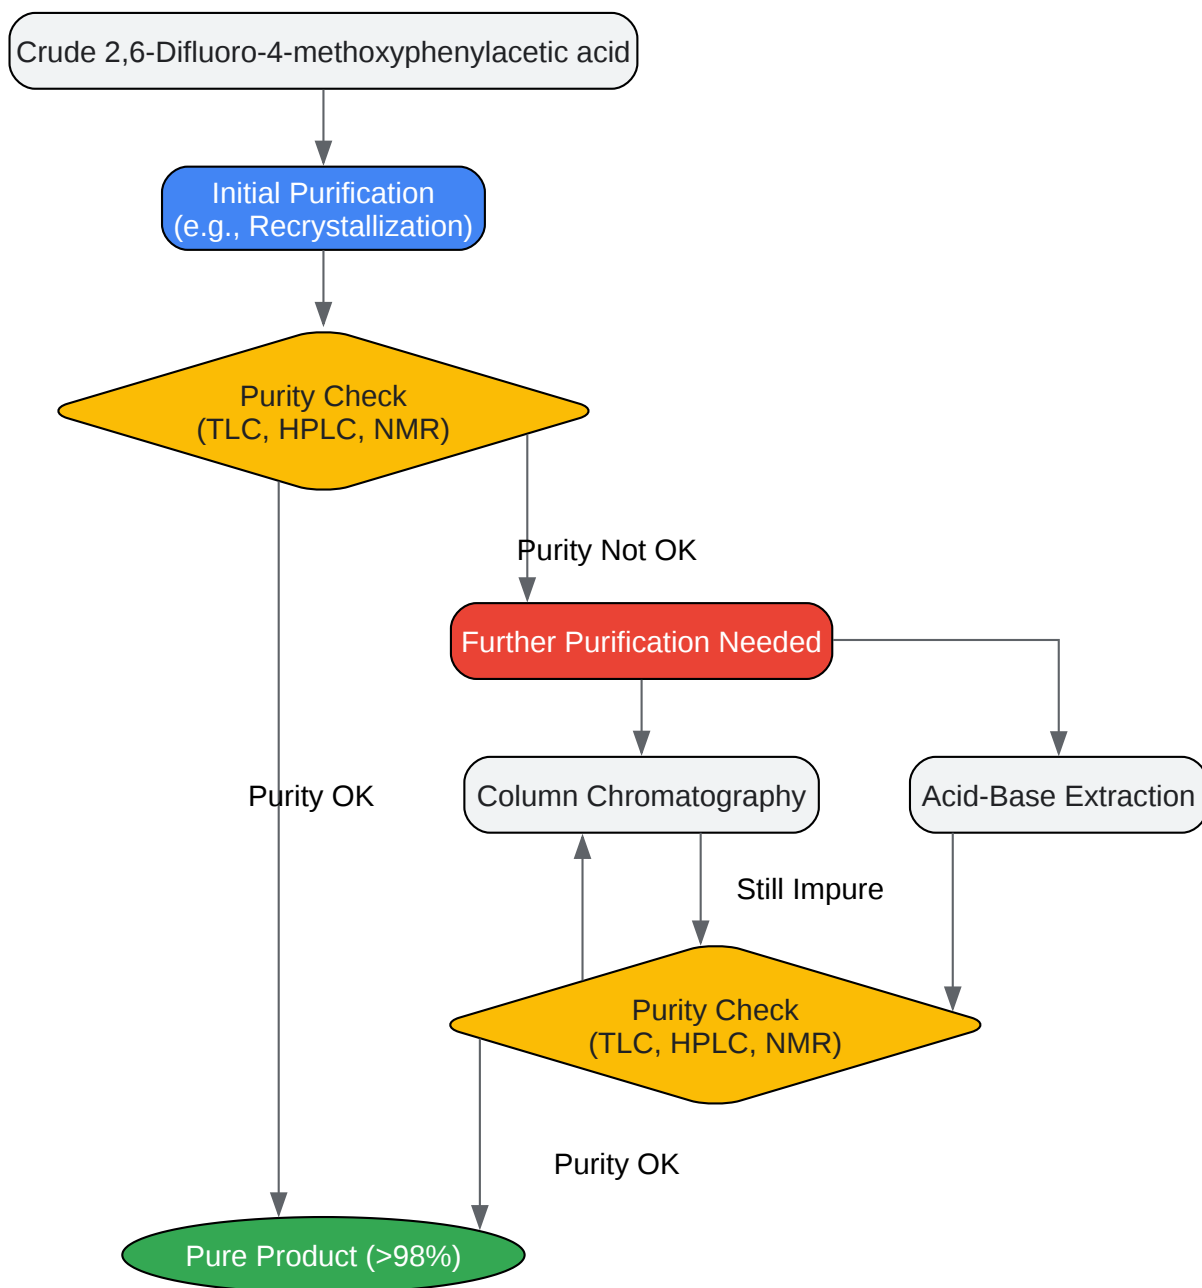 Crude 2,6-Difluoro-4-methoxyphenylacetic acid
Initial Purification
(e.g., Recrystallization)
Purity Check
(TLC, HPLC, NMR)
Purity Not OK
Further Purification Needed
Purity OK
Column Chromatography
Acid-Base Extraction
Still Impure
Purity Check
(TLC, HPLC, NMR)
Purity OK
Pure Product (>98%)